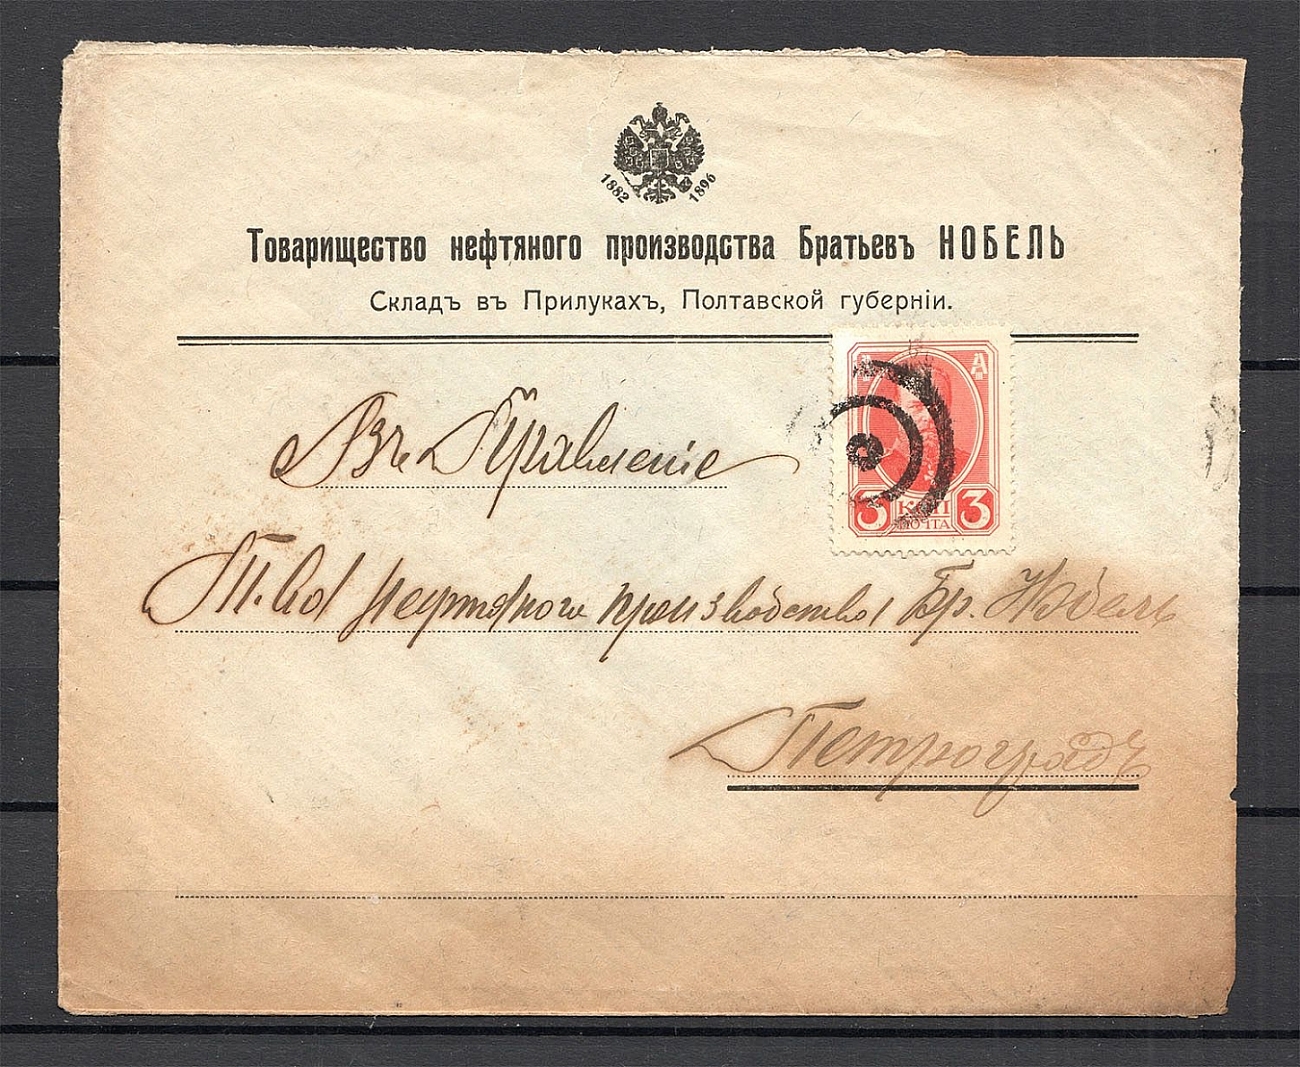 1882 1896
Товарищество нефтяного производства Братьевъ НОБЕЛЬ
Складъ въ Прилукахъ, Полтавской губерніи.
А
3 КОП 3
ПОЧТА
Въ Правленіе
Т.во нефтяного производства Бр. Нобель
Петроградъ